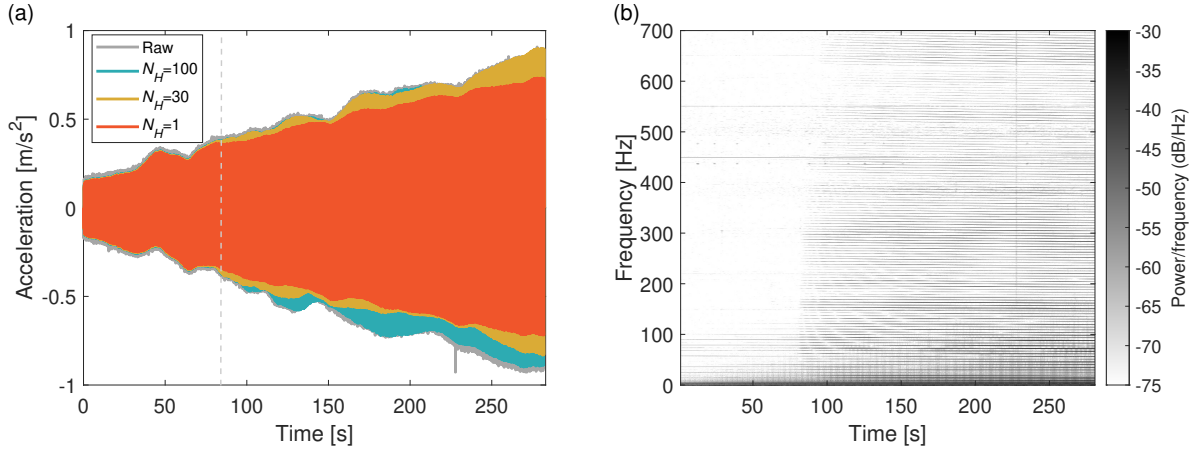 (a)
Acceleration [m/s²]
1
0.5
0
-0.5
-1
Raw
N_H=100
N_H=30
N_H=1
0 50 100 150 200 250
Time [s]
(b)
Frequency [Hz]
700
600
500
400
300
200
100
0
50 100 150 200 250
Time [s]
-30
-35
-40
-45
-50
-55
-60
-65
-70
-75
Power/frequency (dB/Hz)